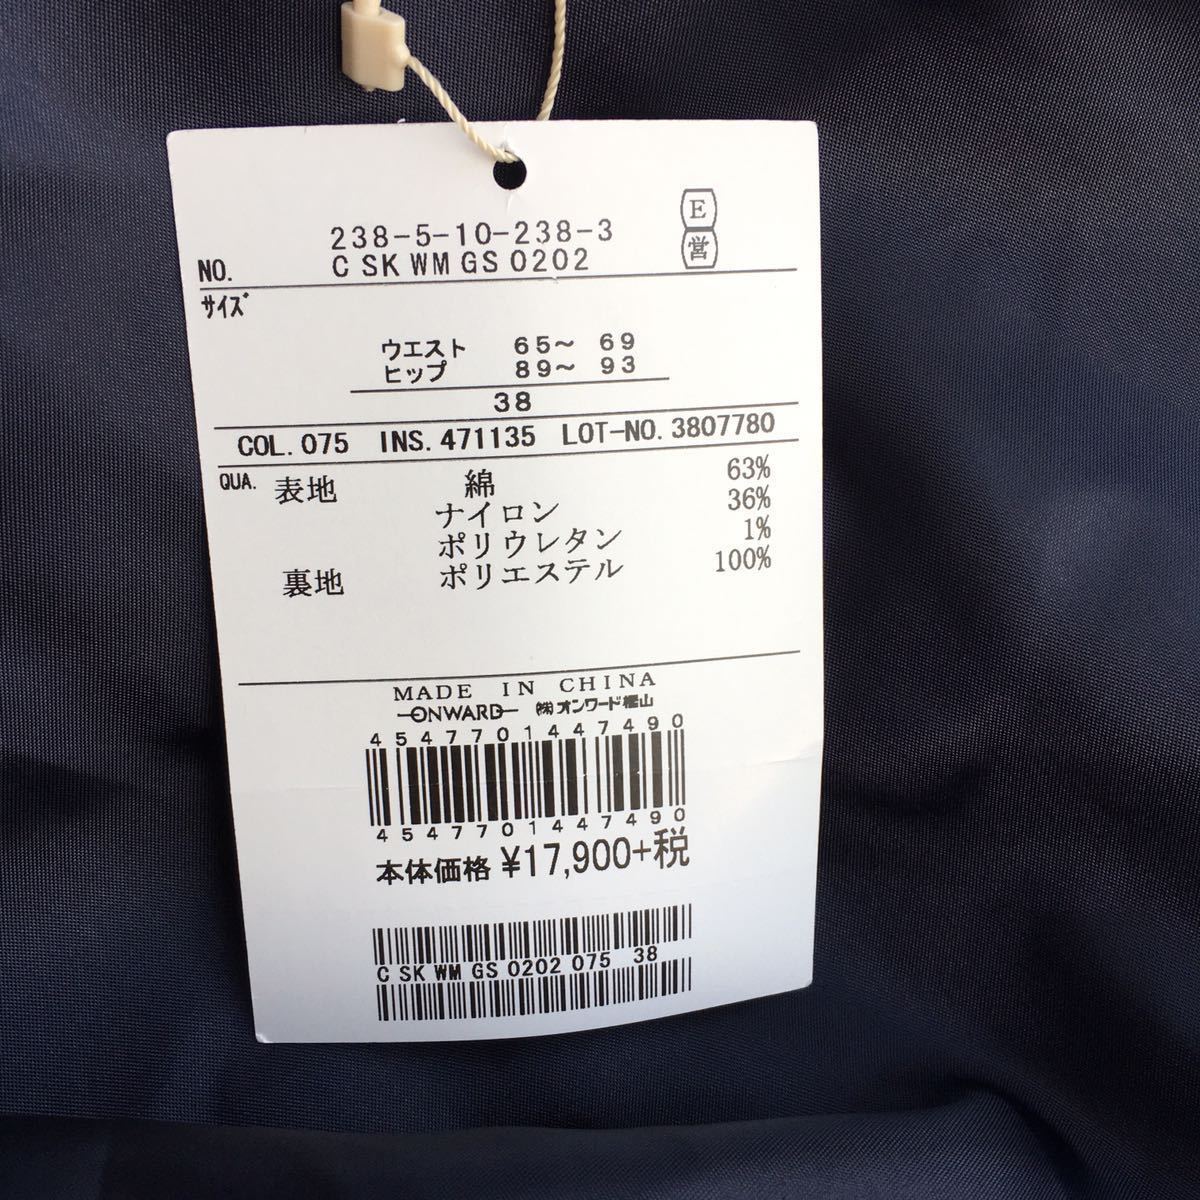 E
238-5-10-238-3
営
NO. C SK WM GS 0202
サイズ
ウエスト 65〜 69
ヒップ 89〜 93
38
COL. 075 INS. 471135 LOT-NO. 3807780
QUA. 表地 綿 63%
ナイロン 36%
ポリウレタン 1%
裏地 ポリエステル 100%
MADE IN CHINA
ONWARD ㈱オンワード樫山
4547701447490
4547701447490
本体価格 ¥17,900+税
C SK WM GS 0202 075 38